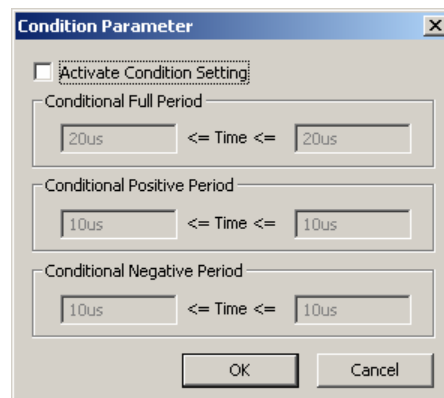 Condition Parameter
Activate Condition Setting
Conditional Full Period
20us <= Time <= 20us
Conditional Positive Period
10us <= Time <= 10us
Conditional Negative Period
10us <= Time <= 10us
OK Cancel